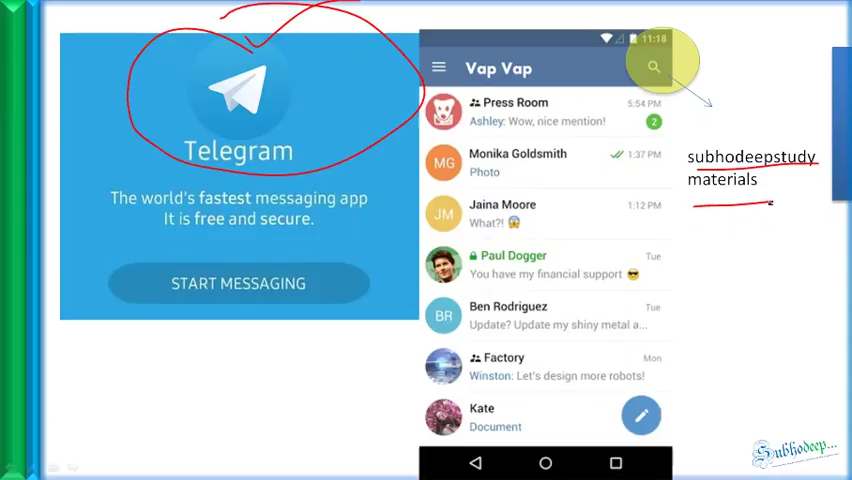 Telegram
The world's fastest messaging app
It is free and secure.
START MESSAGING
11:18
Vap Vap
Press Room 5:54 PM
Ashley: Wow, nice mention! 2
MG Monika Goldsmith 1:37 PM
Photo
JM Jaina Moore 1:12 PM
What?! 😱
Paul Dogger Tue
You have my financial support 😎
BR Ben Rodriguez Tue
Update? Update my shiny metal a...
Factory Mon
Winston: Let's design more robots!
Kate
Document
subhodeepstudy
materials
Subhodeep...